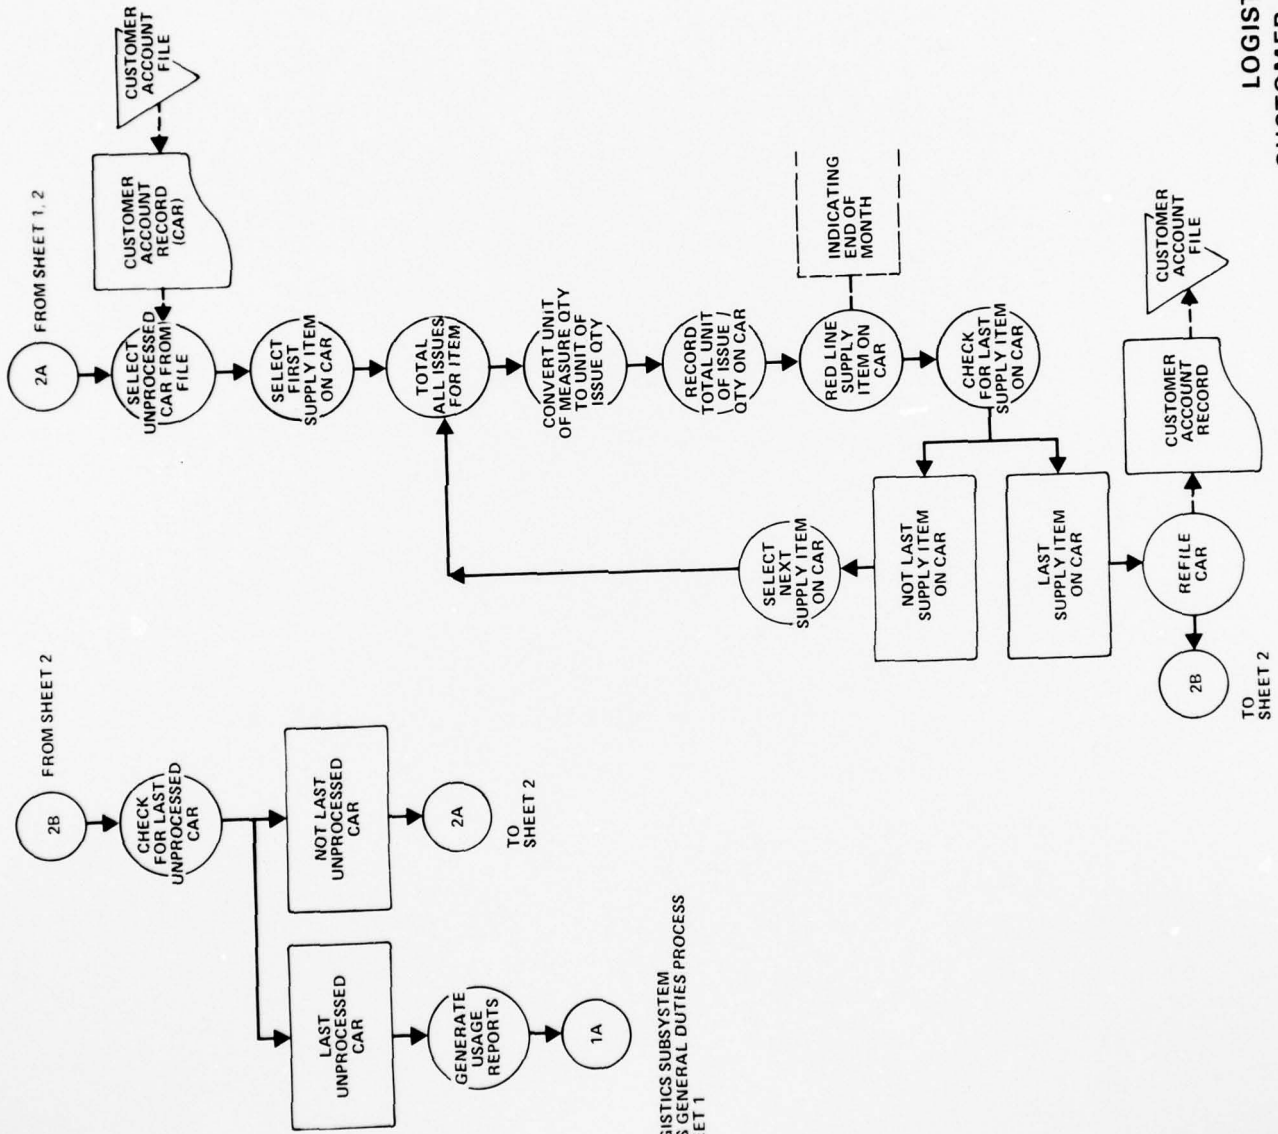 2B
FROM SHEET 2
CHECK
FOR LAST
UNPROCESSED
CAR
NOT LAST
UNPROCESSED
CAR
2A
TO
SHEET 2
LAST
UNPROCESSED
CAR
GENERATE
USAGE
REPORTS
1A
SUBSYSTEM
GENERAL DUTIES PROCESS
1
2A
FROM SHEET 1, 2
SELECT
UNPROCESSED
CAR FROM
FILE
CUSTOMER
ACCOUNT
RECORD
(CAR)
CUSTOMER
ACCOUNT
FILE
SELECT
FIRST
SUPPLY ITEM
ON CAR
TOTAL
ALL ISSUES
FOR ITEM
CONVERT UNIT
OF MEASURE QTY
TO UNIT OF
ISSUE QTY
RECORD
TOTAL UNIT
OF ISSUE
QTY ON CAR
RED LINE
SUPPLY
ITEM ON
CAR
INDICATING
END OF
MONTH
CHECK
FOR LAST
SUPPLY ITEM
ON CAR
NOT LAST
SUPPLY ITEM
ON CAR
SELECT
NEXT
SUPPLY ITEM
ON CAR
LAST
SUPPLY ITEM
ON CAR
REFILE
CAR
CUSTOMER
ACCOUNT
RECORD
CUSTOMER
ACCOUNT
FILE
2B
TO
SHEET 2